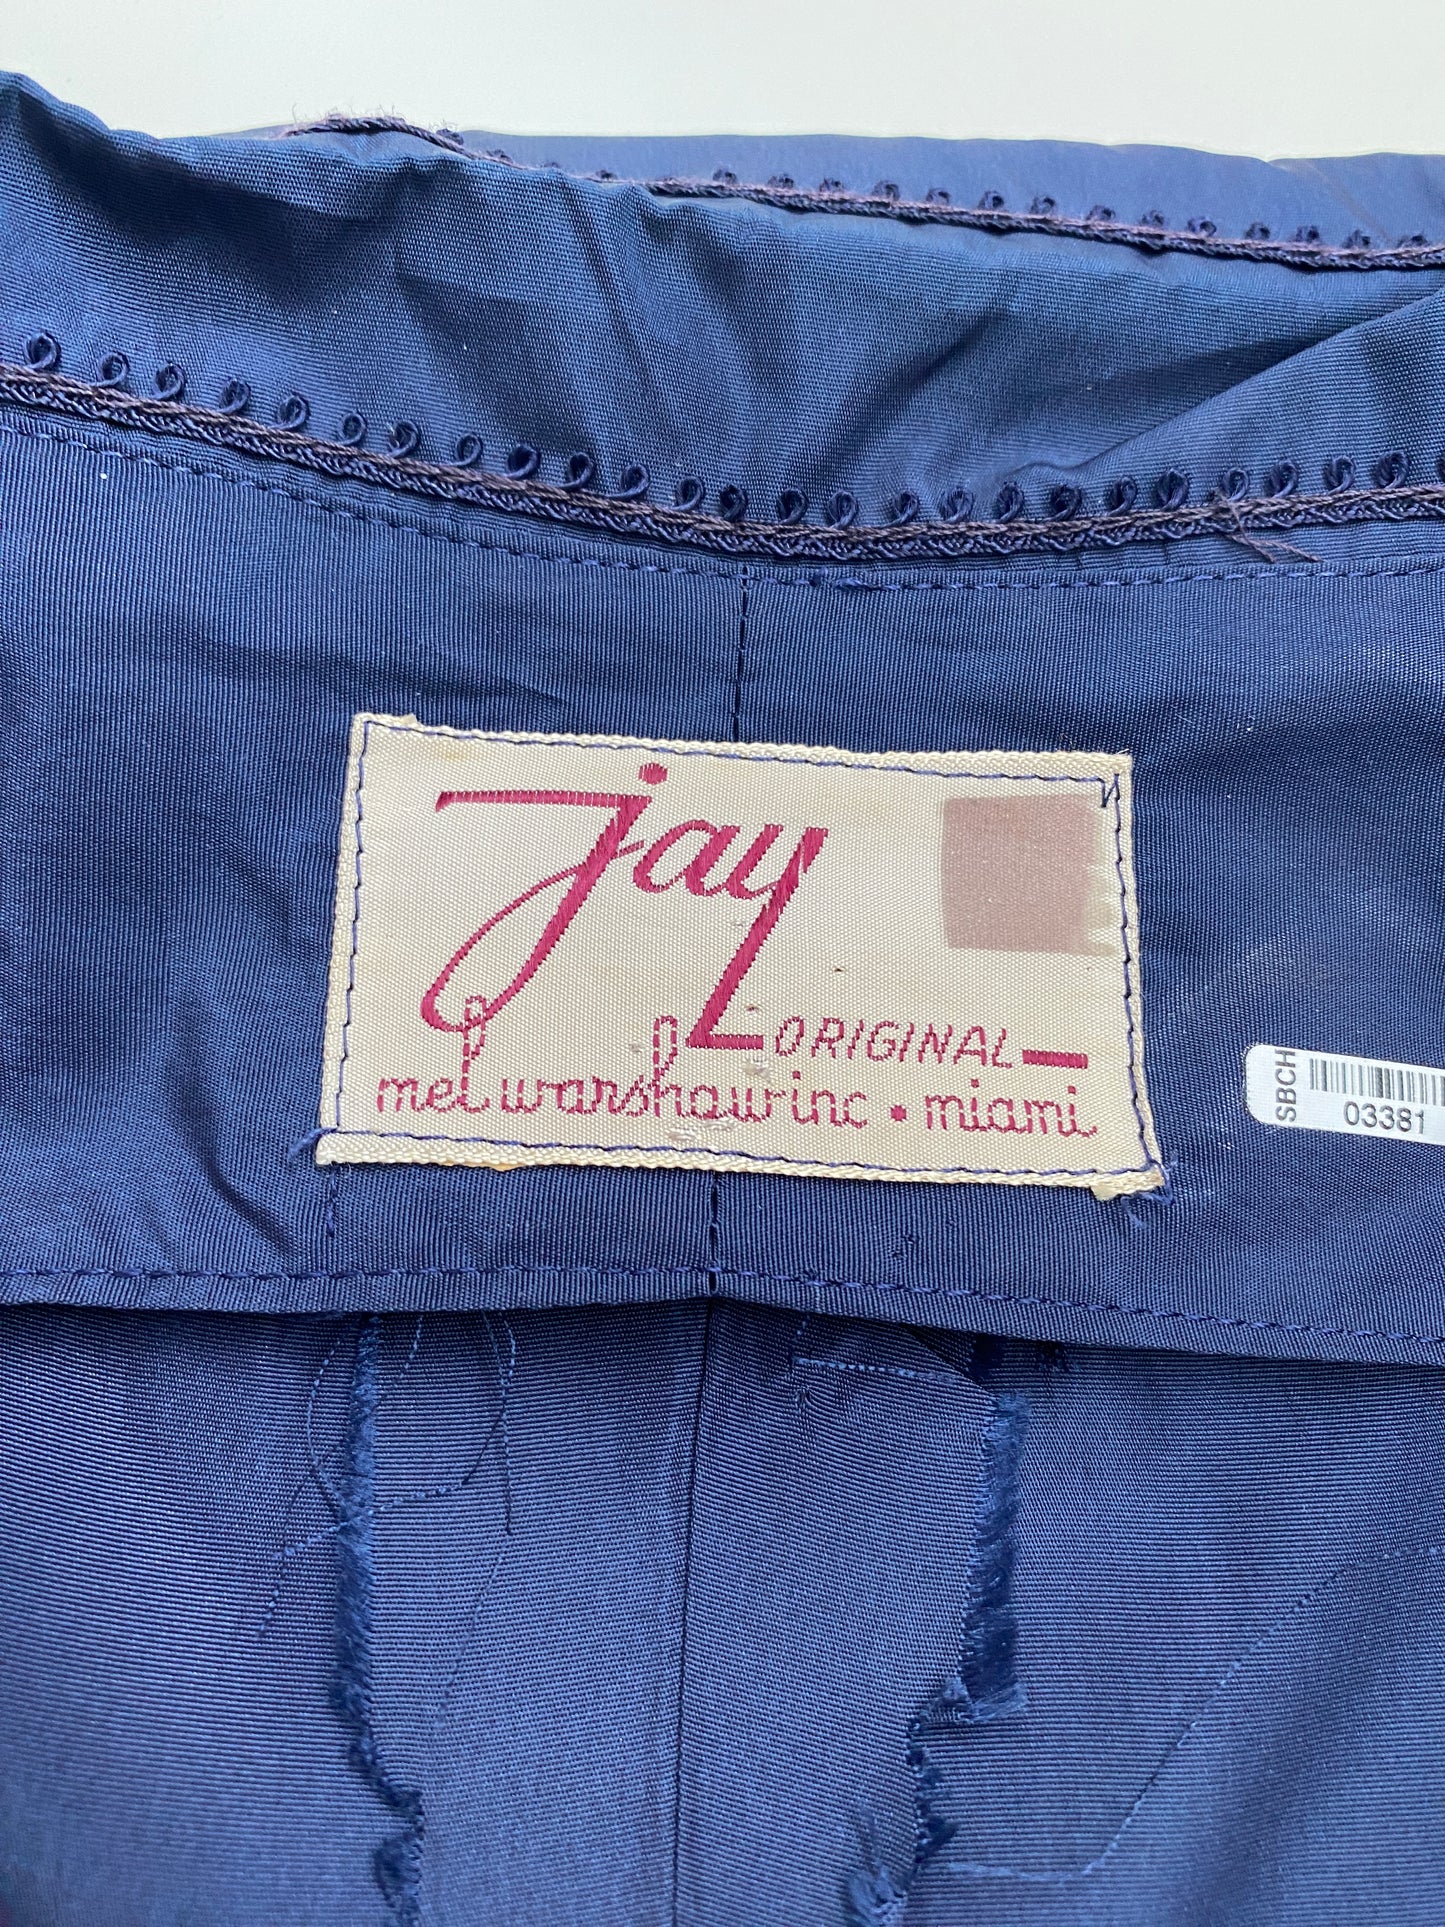 jay
ORIGINAL
mel warshaw-inc • miami
SBCH
03381